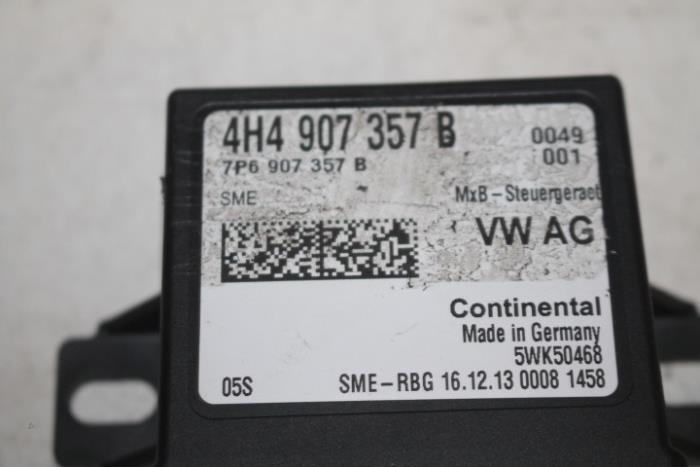 4H4 907 357 B 0049
7P6 907 357 B 001
SME MxB-Steuergeraet
VW AG
Continental
Made in Germany
5WK50468
05S SME-RBG 16.12.13 0008 1458